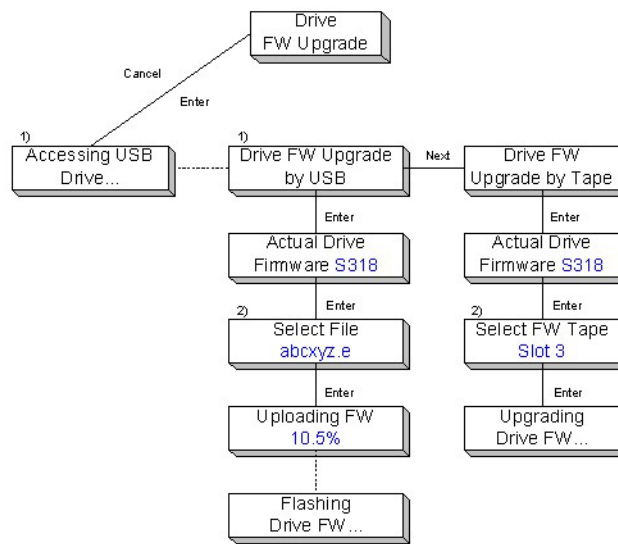 Drive
FW Upgrade
Cancel
Enter
1)
Accessing USB
Drive...
1)
Drive FW Upgrade
by USB
Next
Drive FW
Upgrade by Tape
Enter
Enter
Actual Drive
Firmware S318
Actual Drive
Firmware S318
Enter
Enter
2)
Select File
abcxyz.e
2)
Select FW Tape
Slot 3
Enter
Enter
Uploading FW
10.5%
Upgrading
Drive FW...
Flashing
Drive FW...